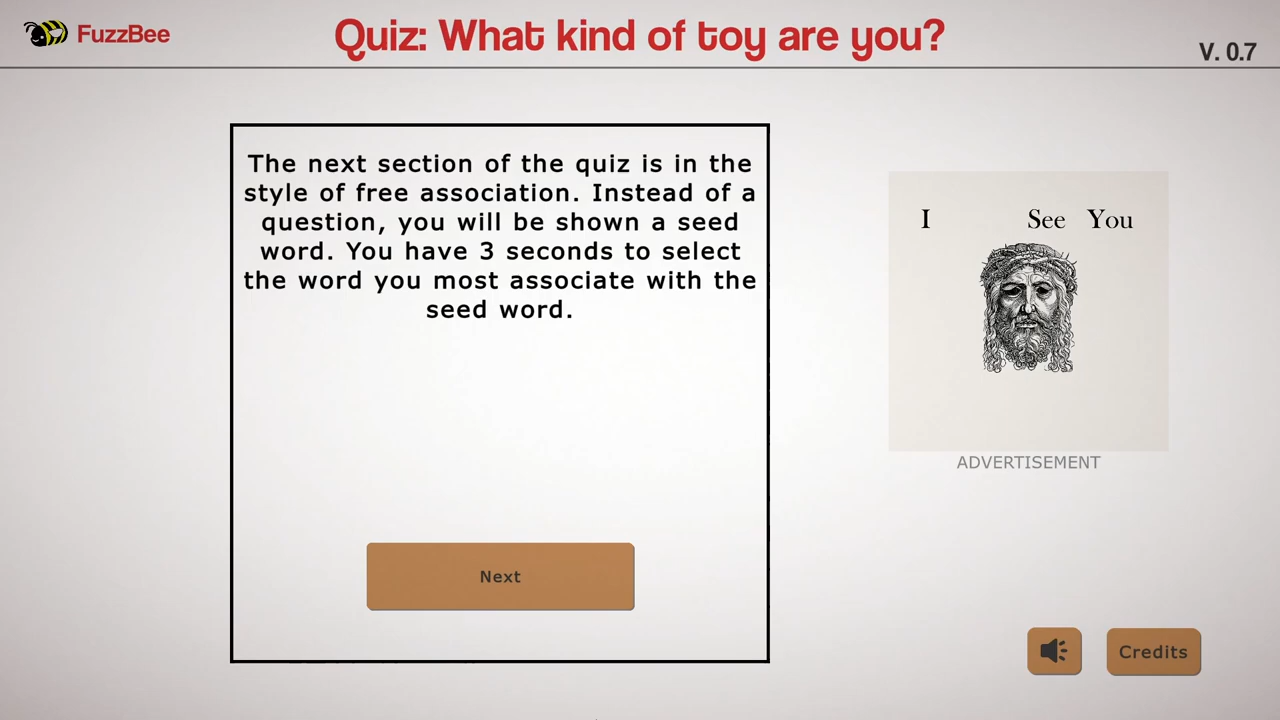 FuzzBee
Quiz: What kind of toy are you?
V. 0.7
The next section of the quiz is in the
style of free association. Instead of a
question, you will be shown a seed
word. You have 3 seconds to select
the word you most associate with the
seed word.
Next
I See You
ADVERTISEMENT
Credits